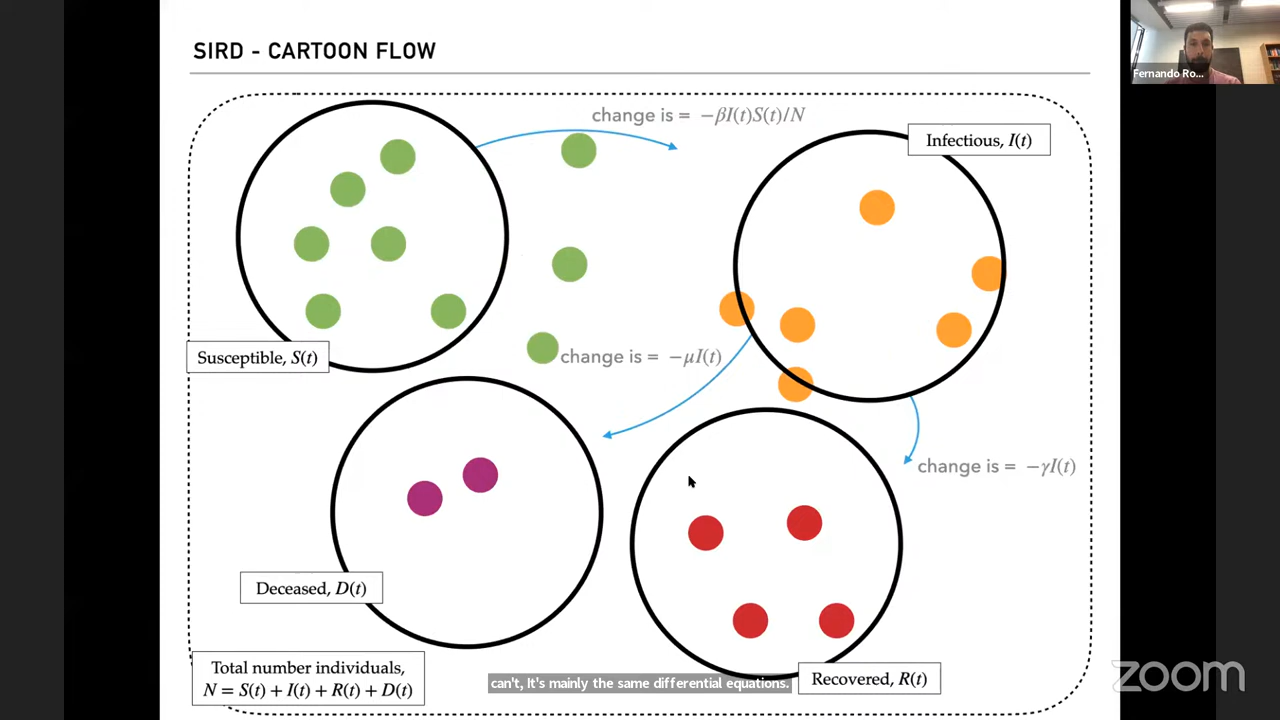 SIRD - CARTOON FLOW
change is = −βI(t)S(t)/N
Infectious, I(t)
Susceptible, S(t)
change is = −μI(t)
change is = −γI(t)
Deceased, D(t)
Total number individuals,
N = S(t) + I(t) + R(t) + D(t)
Recovered, R(t)
can't, It's mainly the same differential equations.
Fernando Ro...
zoom